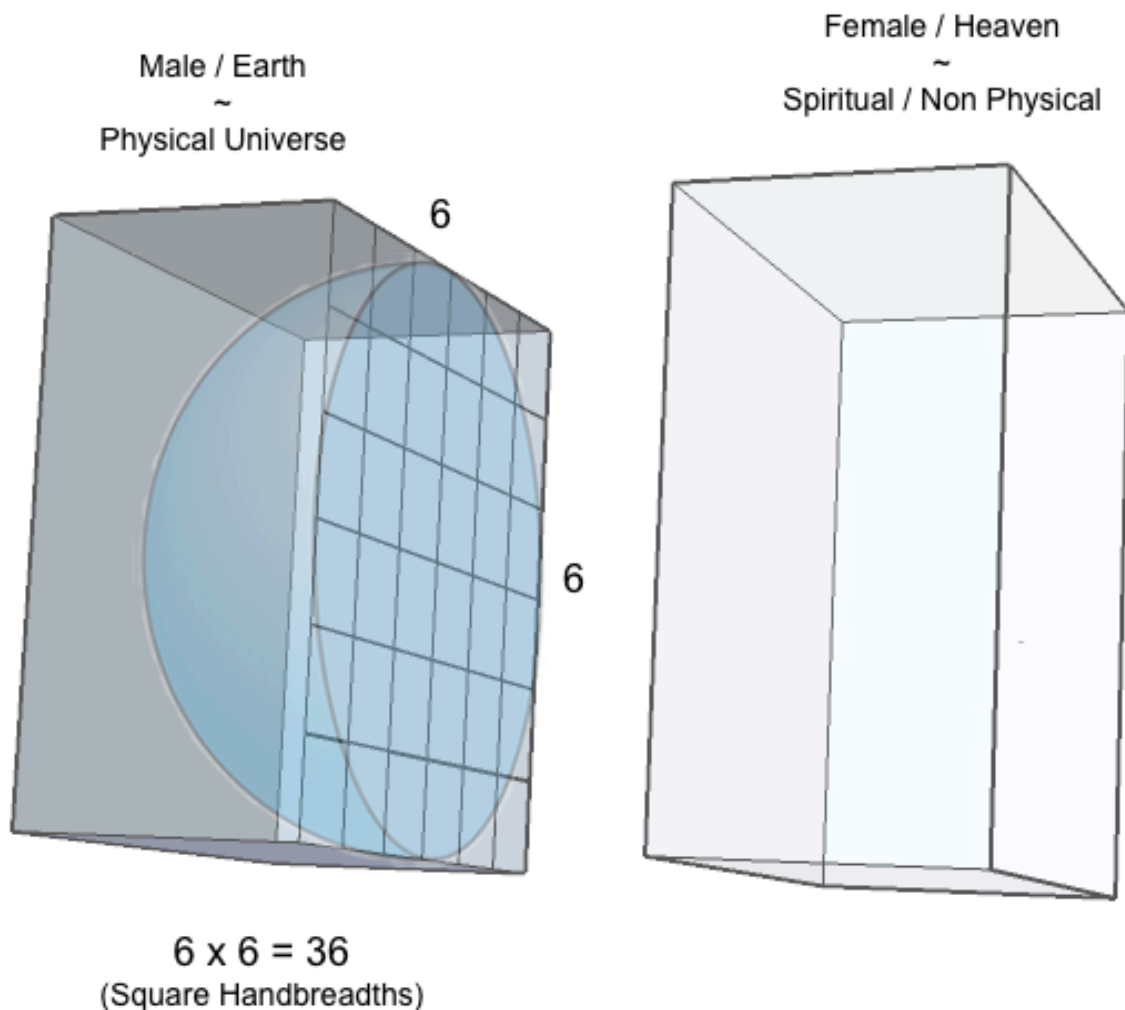 Male / Earth
~
Physical Universe
Female / Heaven
~
Spiritual / Non Physical
6
6
6 x 6 = 36
(Square Handbreadths)